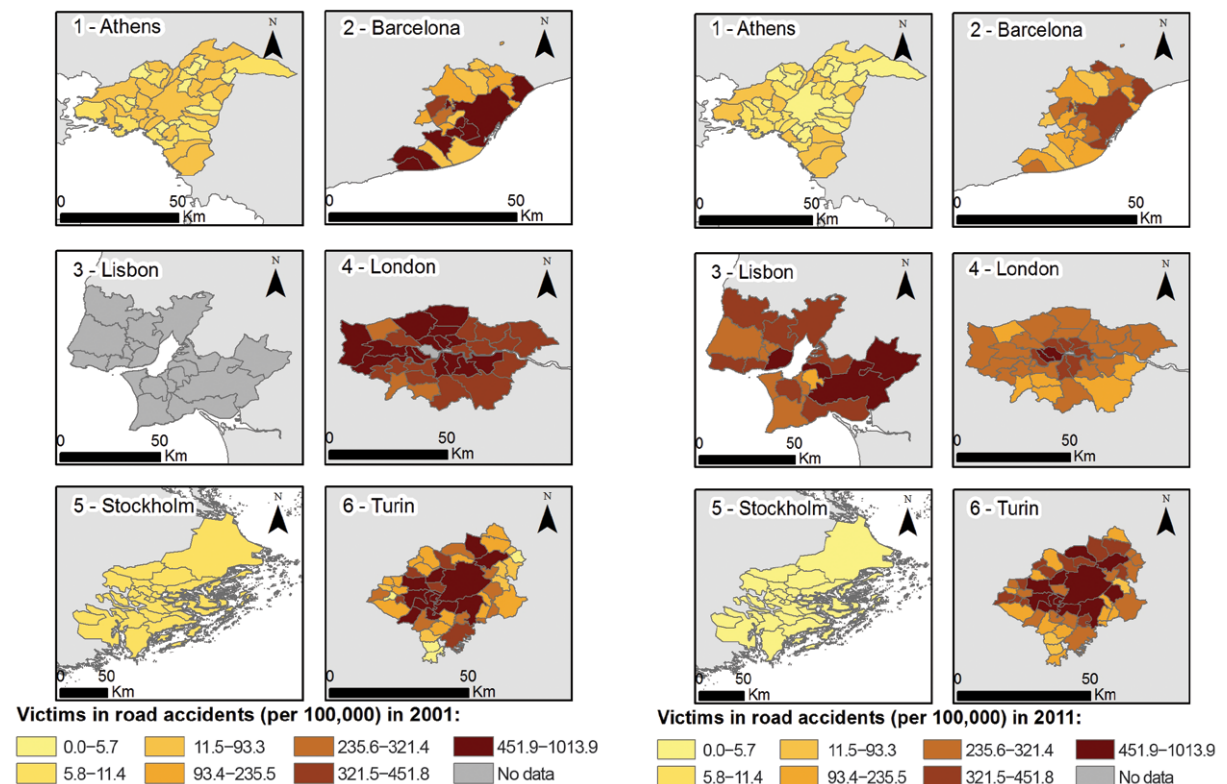 1 - Athens
N
0
50
Km
2 - Barcelona
N
0
50
Km
3 - Lisbon
N
0
50
Km
4 - London
N
0
50
Km
5 - Stockholm
N
0
50
Km
6 - Turin
N
0
50
Km
Victims in road accidents (per 100,000) in 2001:
0.0–5.7
11.5–93.3
235.6–321.4
451.9–1013.9
5.8–11.4
93.4–235.5
321.5–451.8
No data
1 - Athens
N
0
50
Km
2 - Barcelona
N
0
50
Km
3 - Lisbon
N
0
50
Km
4 - London
N
0
50
Km
5 - Stockholm
N
0
50
Km
6 - Turin
N
0
50
Km
Victims in road accidents (per 100,000) in 2011:
0.0–5.7
11.5–93.3
235.6–321.4
451.9–1013.9
5.8–11.4
93.4–235.5
321.5–451.8
No data